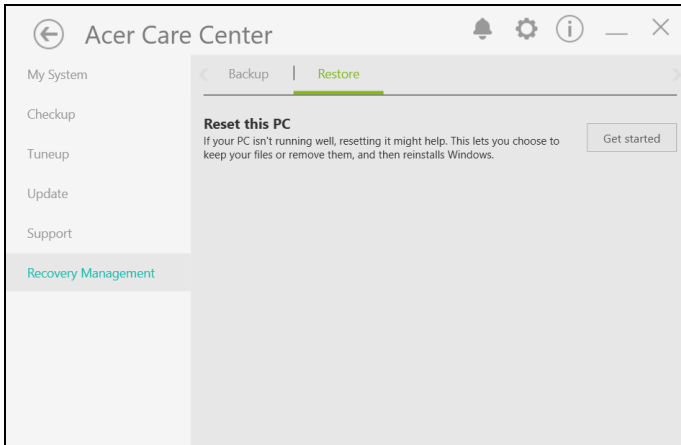 Acer Care Center
My System
Backup | Restore
Checkup
Reset this PC
If your PC isn't running well, resetting it might help. This lets you choose to
keep your files or remove them, and then reinstalls Windows.
Get started
Tuneup
Update
Support
Recovery Management